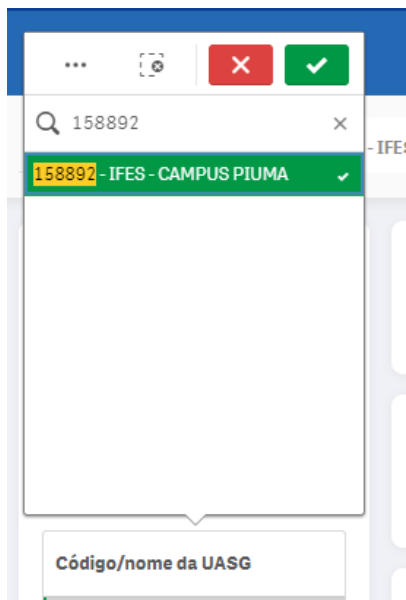 158892
- IFES
158892 - IFES - CAMPUS PIUMA
Código/nome da UASG